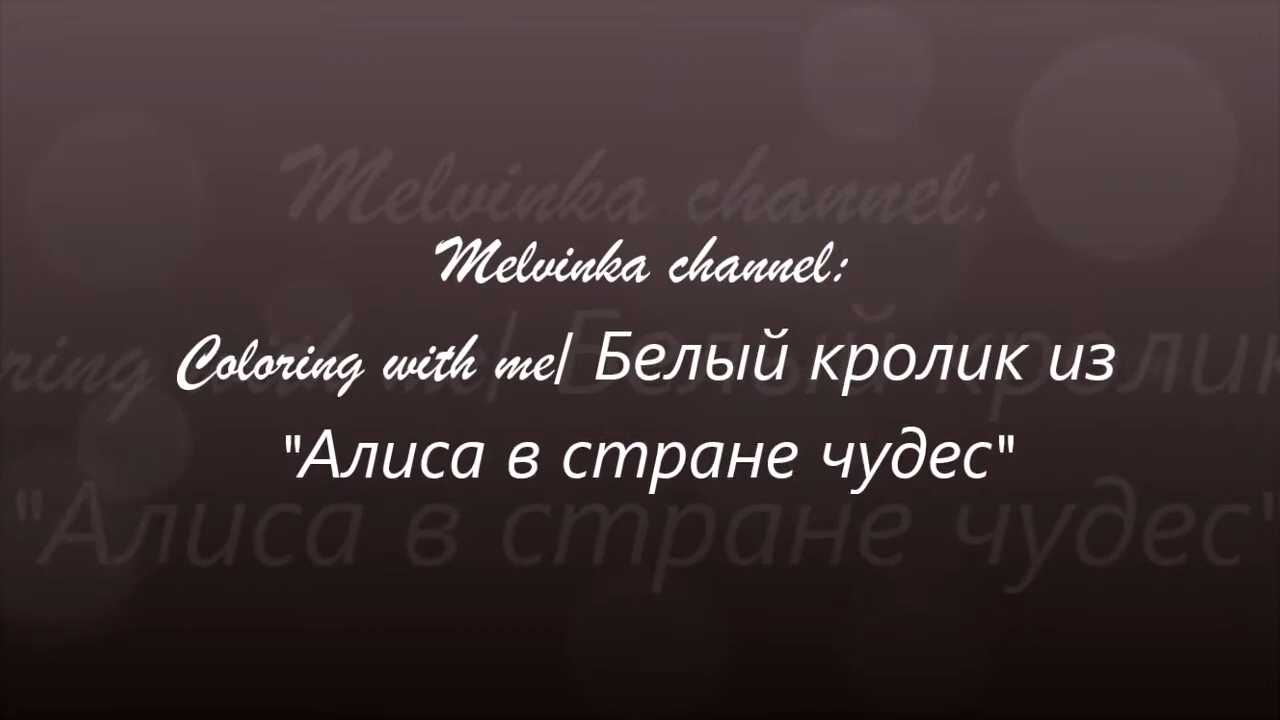 Melvinka channel:
Coloring with me| Белый кролик из
"Алиса в стране чудес"